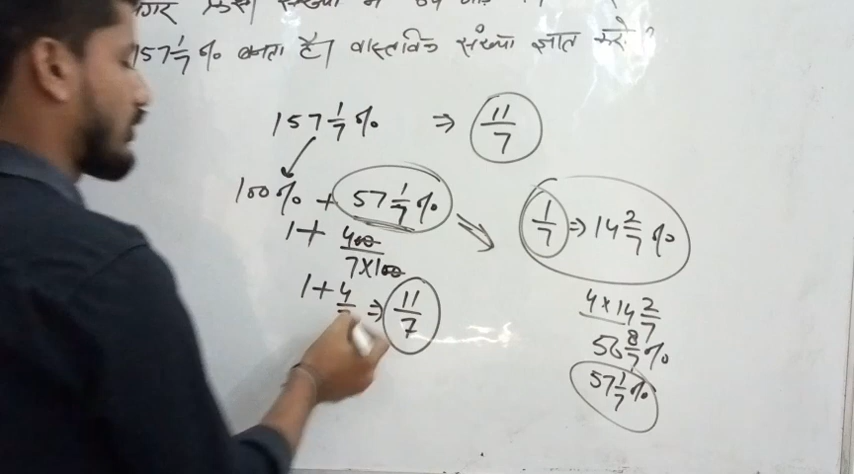 संख्या
157 1/7 % बनता है। वास्तविक संख्या ज्ञात करो ?
157 1/7 % ⇒ 11/7
100% + 57 1/7 %
1 + 400/7×100
1 + 4/ ⇒ 11/7
1/7 ⇒ 14 2/7 %
4 × 14 2/7
56 8/7 %
57 1/7 %